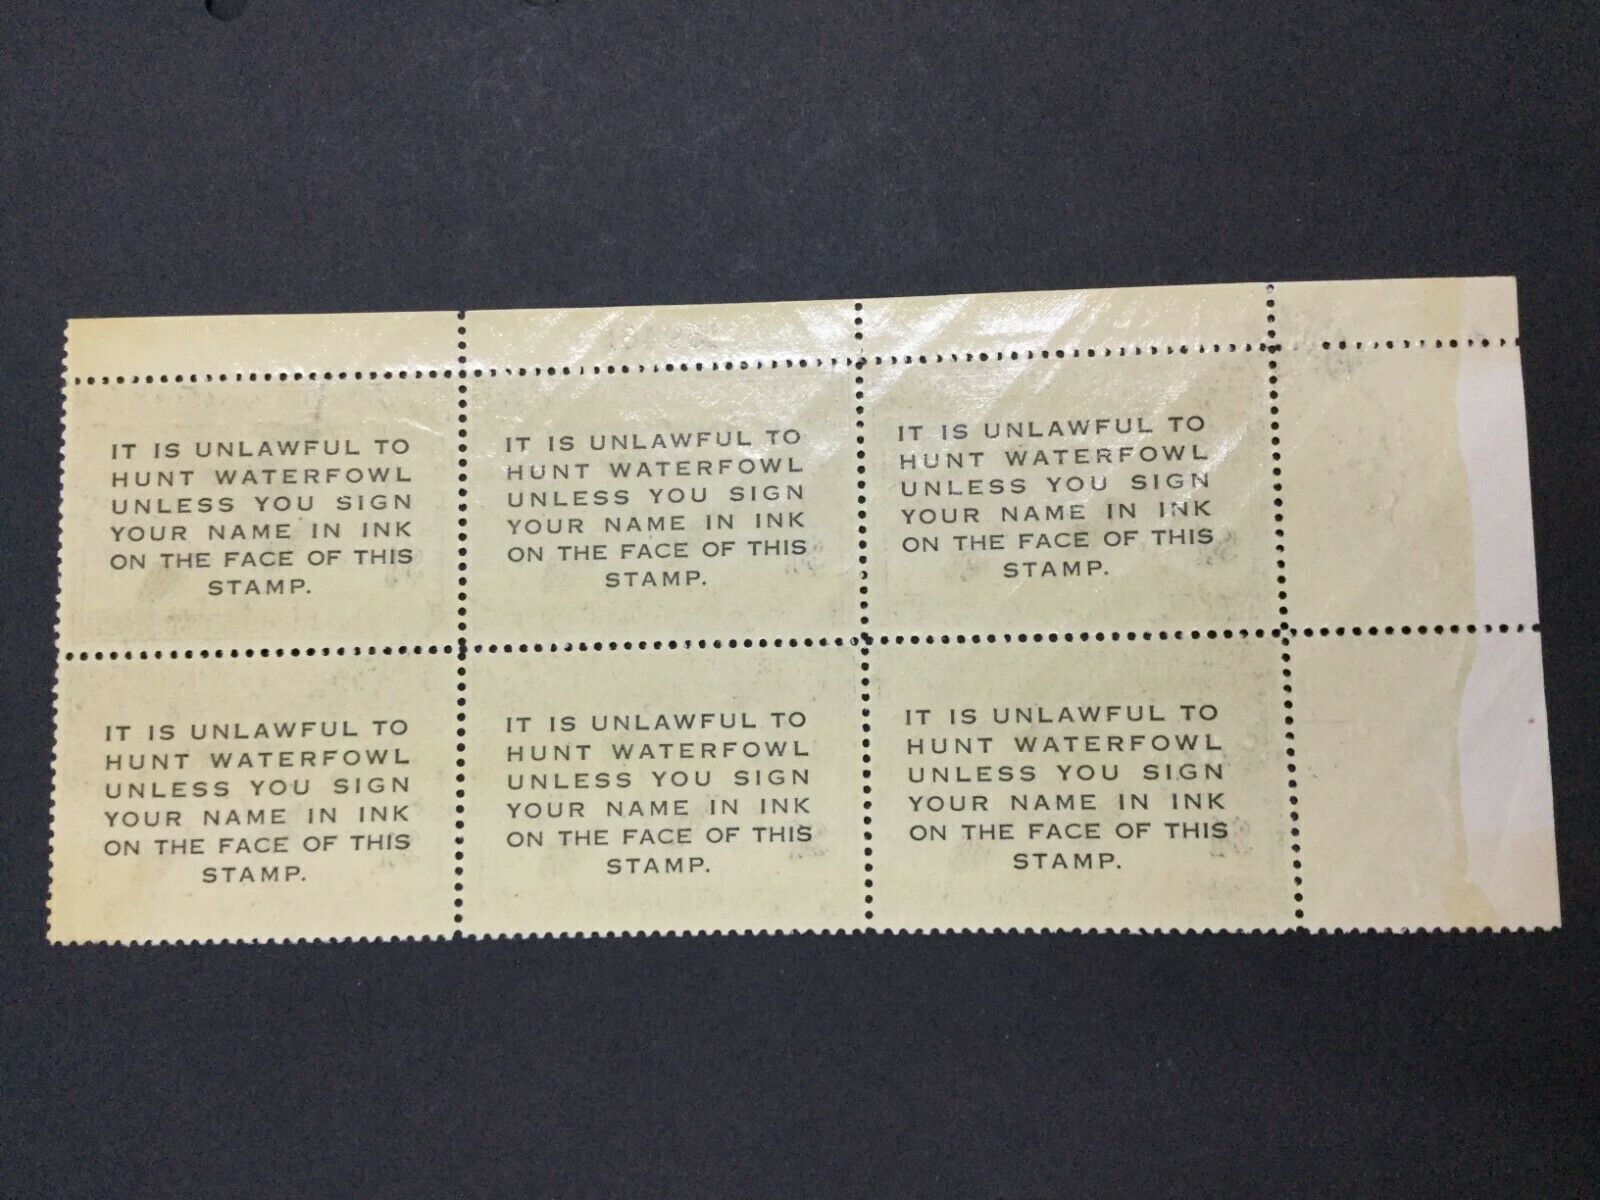 IT IS UNLAWFUL TO
HUNT WATERFOWL
UNLESS YOU SIGN
YOUR NAME IN INK
ON THE FACE OF THIS
STAMP.
IT IS UNLAWFUL TO
HUNT WATERFOWL
UNLESS YOU SIGN
YOUR NAME IN INK
ON THE FACE OF THIS
STAMP.
IT IS UNLAWFUL TO
HUNT WATERFOWL
UNLESS YOU SIGN
YOUR NAME IN INK
ON THE FACE OF THIS
STAMP.
IT IS UNLAWFUL TO
HUNT WATERFOWL
UNLESS YOU SIGN
YOUR NAME IN INK
ON THE FACE OF THIS
STAMP.
IT IS UNLAWFUL TO
HUNT WATERFOWL
UNLESS YOU SIGN
YOUR NAME IN INK
ON THE FACE OF THIS
STAMP.
IT IS UNLAWFUL TO
HUNT WATERFOWL
UNLESS YOU SIGN
YOUR NAME IN INK
ON THE FACE OF THIS
STAMP.